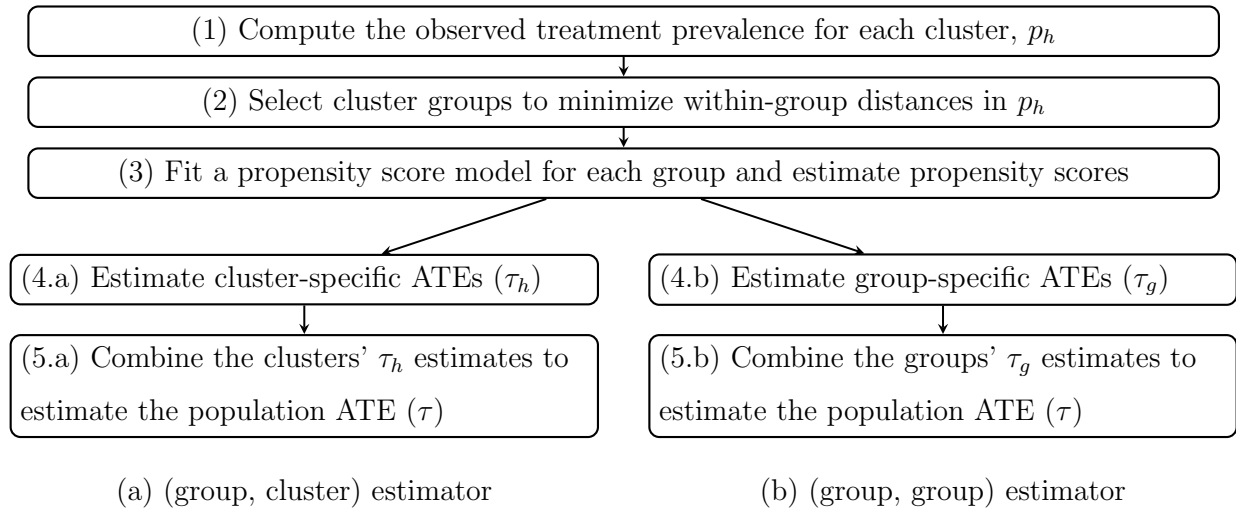 (1) Compute the observed treatment prevalence for each cluster, p_h
(2) Select cluster groups to minimize within-group distances in p_h
(3) Fit a propensity score model for each group and estimate propensity scores
(4.a) Estimate cluster-specific ATEs (τ_h)
(5.a) Combine the clusters’ τ_h estimates to
estimate the population ATE (τ)
(a) (group, cluster) estimator
(4.b) Estimate group-specific ATEs (τ_g)
(5.b) Combine the groups’ τ_g estimates to
estimate the population ATE (τ)
(b) (group, group) estimator